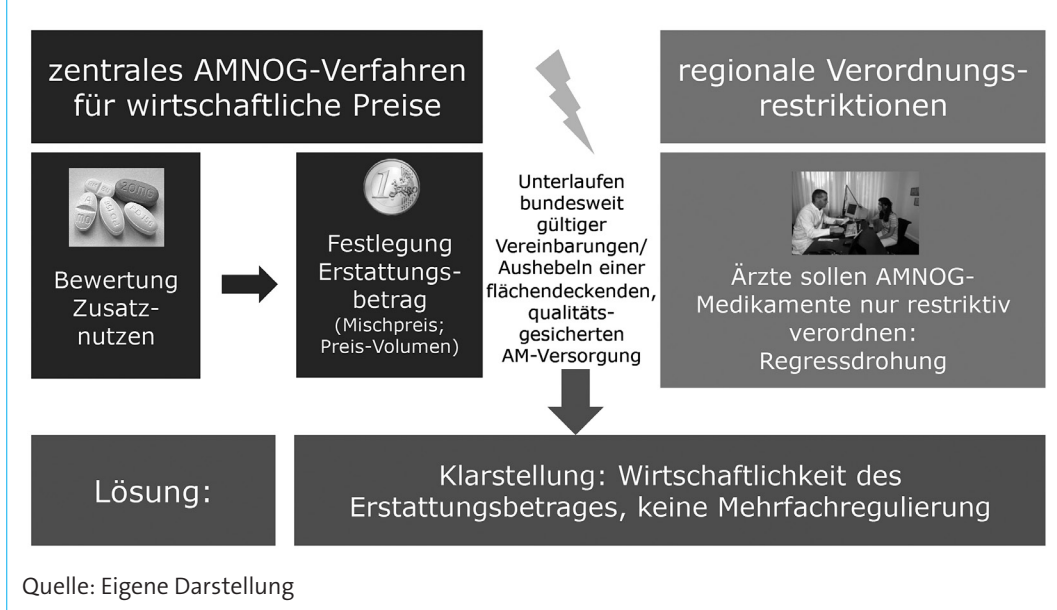 zentrales AMNOG-Verfahren
für wirtschaftliche Preise
regionale Verordnungs-
restriktionen
Bewertung
Zusatz-
nutzen
Festlegung
Erstattungs-
betrag
(Mischpreis;
Preis-Volumen)
Unterlaufen
bundesweit
gültiger
Vereinbarungen/
Aushebeln einer
flächendeckenden,
qualitäts-
gesicherten
AM-Versorgung
Ärzte sollen AMNOG-
Medikamente nur restriktiv
verordnen:
Regressdrohung
Lösung:
Klarstellung: Wirtschaftlichkeit des
Erstattungsbetrages, keine Mehrfachregulierung
Quelle: Eigene Darstellung